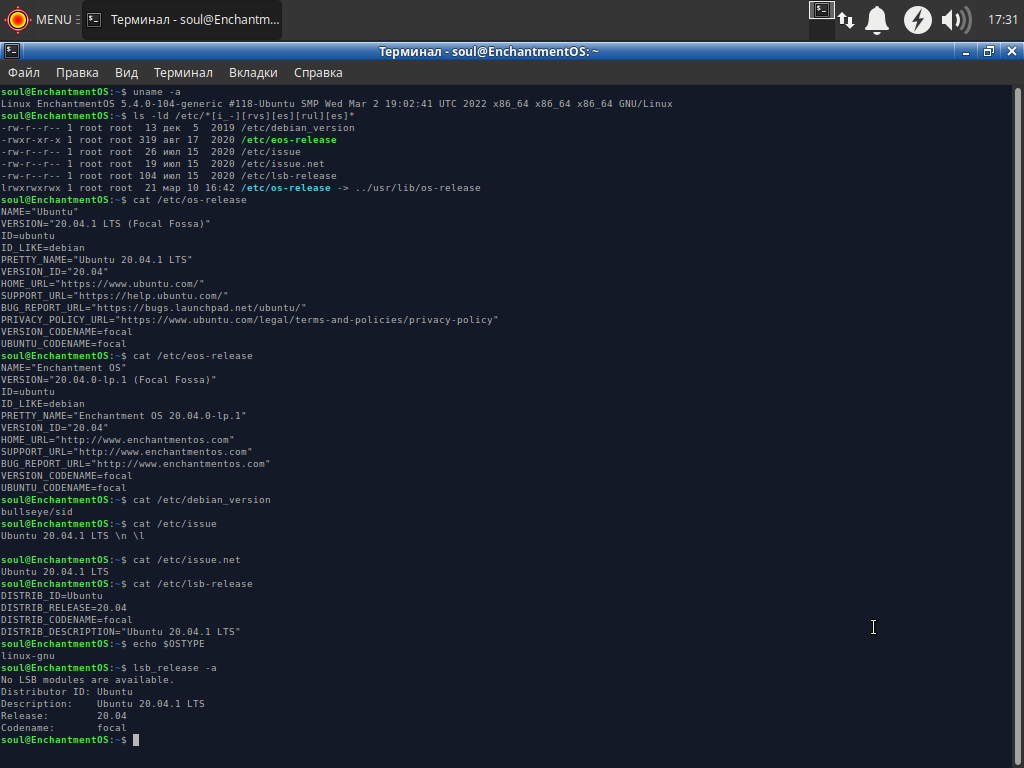 MENU
Терминал - soul@Enchantm...
17:31
Терминал - soul@EnchantmentOS: ~
Файл Правка Вид Терминал Вкладки Справка
soul@EnchantmentOS:~$ uname -a
Linux EnchantmentOS 5.4.0-104-generic #118-Ubuntu SMP Wed Mar 2 19:02:41 UTC 2022 x86_64 x86_64 x86_64 GNU/Linux
soul@EnchantmentOS:~$ ls -ld /etc/*[i_-][rvs][es][rul][es]*
-rw-r--r-- 1 root root  13 дек  5  2019 /etc/debian_version
-rwxr-xr-x 1 root root 319 авг 17  2020 /etc/eos-release
-rw-r--r-- 1 root root  26 июл 15  2020 /etc/issue
-rw-r--r-- 1 root root  19 июл 15  2020 /etc/issue.net
-rw-r--r-- 1 root root 104 июл 15  2020 /etc/lsb-release
lrwxrwxrwx 1 root root  21 мар 10 16:42 /etc/os-release -> ../usr/lib/os-release
soul@EnchantmentOS:~$ cat /etc/os-release
NAME="Ubuntu"
VERSION="20.04.1 LTS (Focal Fossa)"
ID=ubuntu
ID_LIKE=debian
PRETTY_NAME="Ubuntu 20.04.1 LTS"
VERSION_ID="20.04"
HOME_URL="https://www.ubuntu.com/"
SUPPORT_URL="https://help.ubuntu.com/"
BUG_REPORT_URL="https://bugs.launchpad.net/ubuntu/"
PRIVACY_POLICY_URL="https://www.ubuntu.com/legal/terms-and-policies/privacy-policy"
VERSION_CODENAME=focal
UBUNTU_CODENAME=focal
soul@EnchantmentOS:~$ cat /etc/eos-release
NAME="Enchantment OS"
VERSION="20.04.0-lp.1 (Focal Fossa)"
ID=ubuntu
ID_LIKE=debian
PRETTY_NAME="Enchantment OS 20.04.0-lp.1"
VERSION_ID="20.04"
HOME_URL="http://www.enchantmentos.com"
SUPPORT_URL="http://www.enchantmentos.com"
BUG_REPORT_URL="http://www.enchantmentos.com"
VERSION_CODENAME=focal
UBUNTU_CODENAME=focal
soul@EnchantmentOS:~$ cat /etc/debian_version
bullseye/sid
soul@EnchantmentOS:~$ cat /etc/issue
Ubuntu 20.04.1 LTS \n \l
soul@EnchantmentOS:~$ cat /etc/issue.net
Ubuntu 20.04.1 LTS
soul@EnchantmentOS:~$ cat /etc/lsb-release
DISTRIB_ID=Ubuntu
DISTRIB_RELEASE=20.04
DISTRIB_CODENAME=focal
DISTRIB_DESCRIPTION="Ubuntu 20.04.1 LTS"
soul@EnchantmentOS:~$ echo $OSTYPE
linux-gnu
soul@EnchantmentOS:~$ lsb_release -a
No LSB modules are available.
Distributor ID: Ubuntu
Description:    Ubuntu 20.04.1 LTS
Release:        20.04
Codename:       focal
soul@EnchantmentOS:~$